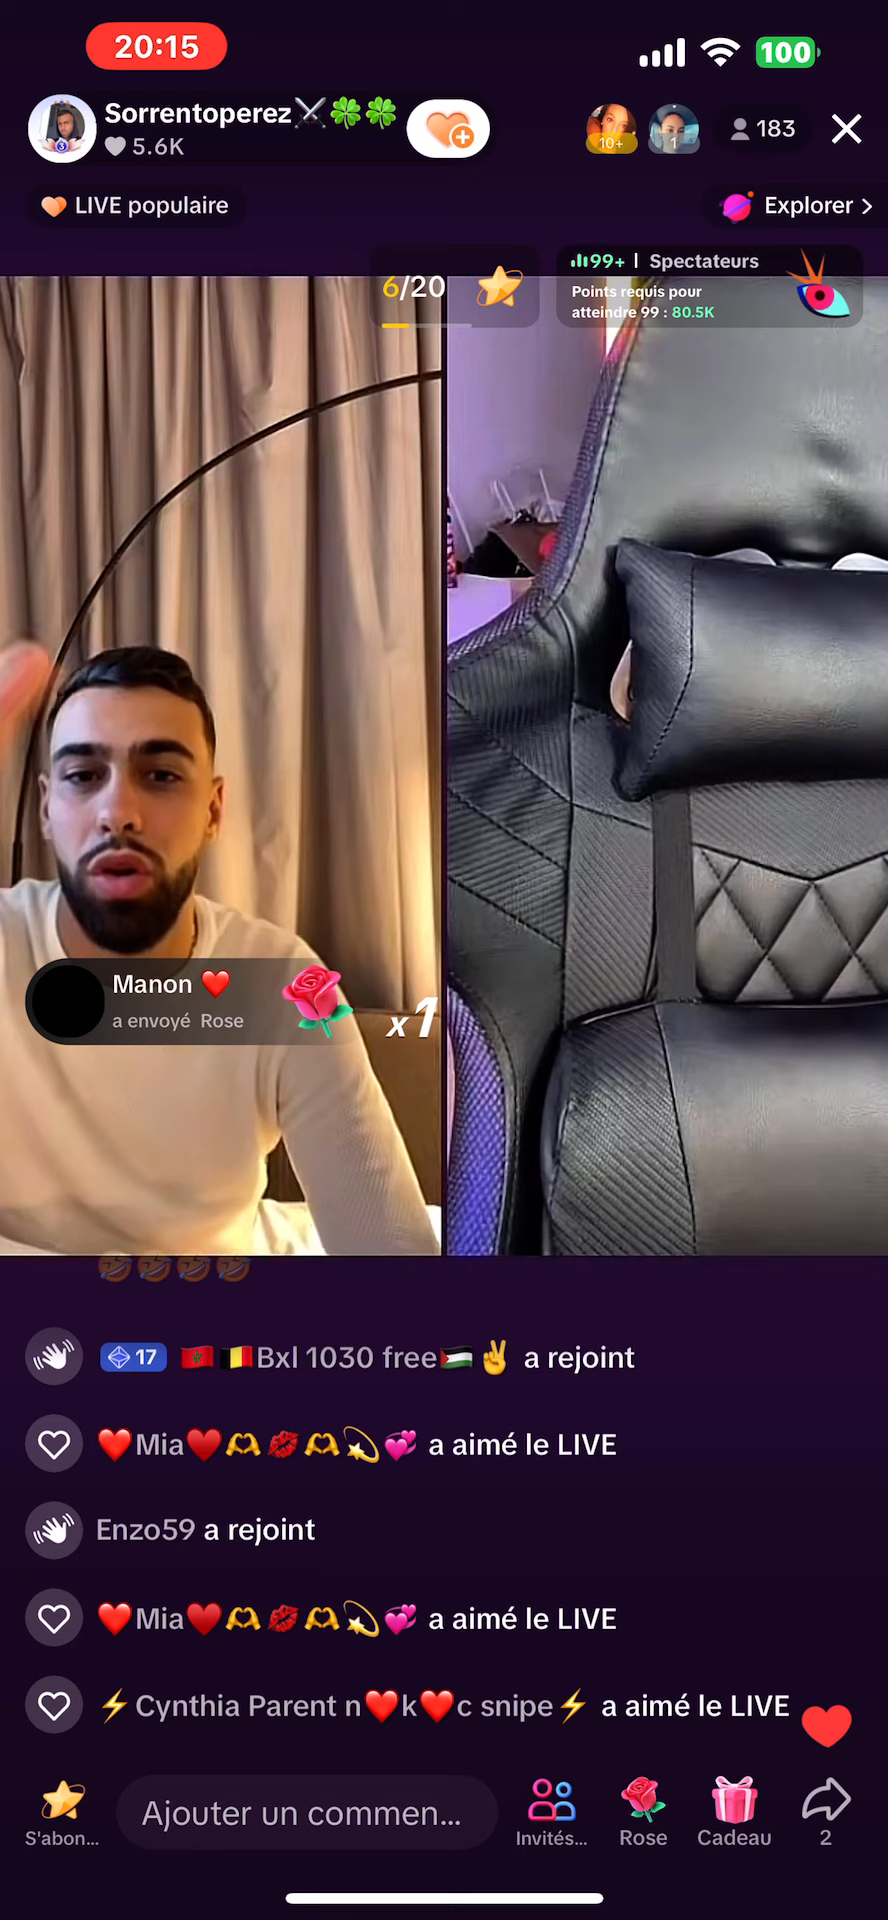 20:15
100
Sorrentoperez⚔️🍀🍀
5.6K
10+
1
183
LIVE populaire
Explorer >
6/20
99+ | Spectateurs
Points requis pour
atteindre 99 : 80.5K
Manon ❤️
a envoyé Rose
x1
🤣🤣🤣🤣
17 🇲🇦🇧🇪Bxl 1030 free🇵🇸✌️ a rejoint
❤️Mia❤️🫶💋🫶💫💞 a aimé le LIVE
Enzo59 a rejoint
❤️Mia❤️🫶💋🫶💫💞 a aimé le LIVE
⚡Cynthia Parent n❤️k❤️c snipe⚡ a aimé le LIVE
Ajouter un commen...
S'abon...
Invités...
Rose
Cadeau
2